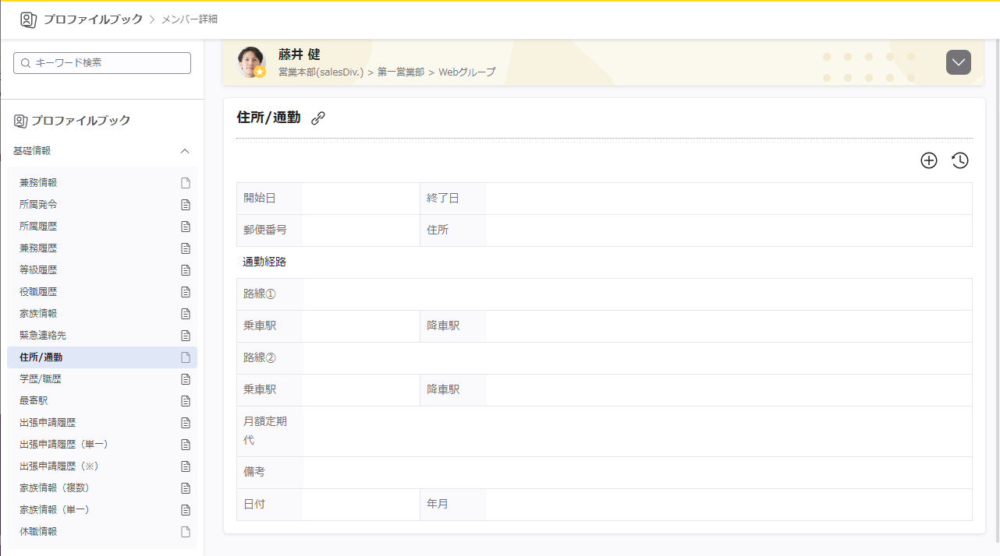 プロファイルブック > メンバー詳細
キーワード検索
プロファイルブック
基礎情報
兼務情報
所属発令
所属履歴
兼務履歴
等級履歴
役職履歴
家族情報
緊急連絡先
住所/通勤
学歴/職歴
最寄駅
出張申請履歴
出張申請履歴（単一）
出張申請履歴（※）
家族情報（複数）
家族情報（単一）
休職情報
藤井 健
営業本部(salesDiv.) > 第一営業部 > Webグループ
住所/通勤
開始日 終了日
郵便番号 住所
通勤経路
路線①
乗車駅 降車駅
路線②
乗車駅 降車駅
月額定期
代
備考
日付 年月